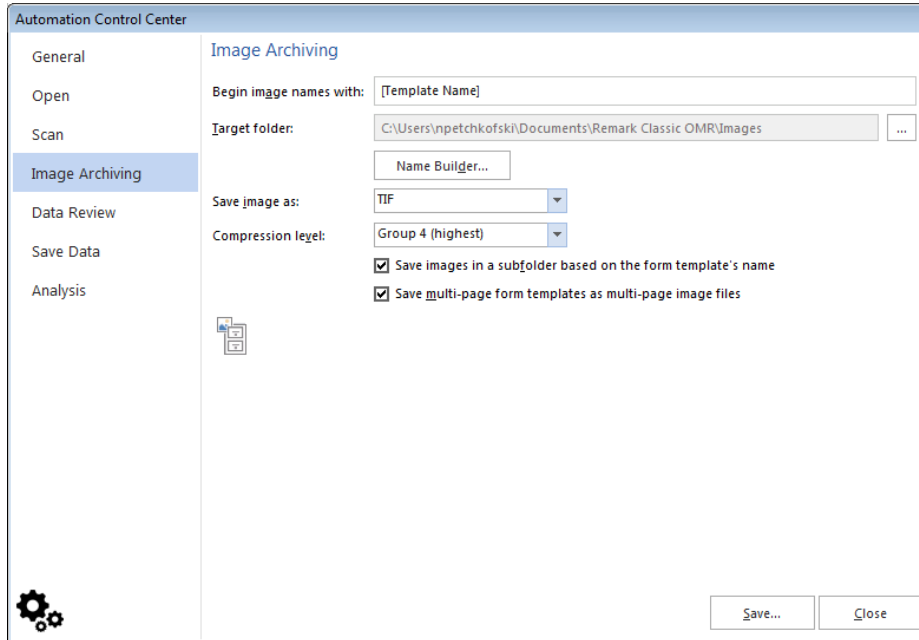 Automation Control Center
General
Open
Scan
Image Archiving
Data Review
Save Data
Analysis
Image Archiving
Begin image names with: [Template Name]
Target folder: C:\Users\npetchkofski\Documents\Remark Classic OMR\Images ...
Name Builder...
Save image as: TIF
Compression level: Group 4 (highest)
Save images in a subfolder based on the form template's name
Save multi-page form templates as multi-page image files
Save... Close